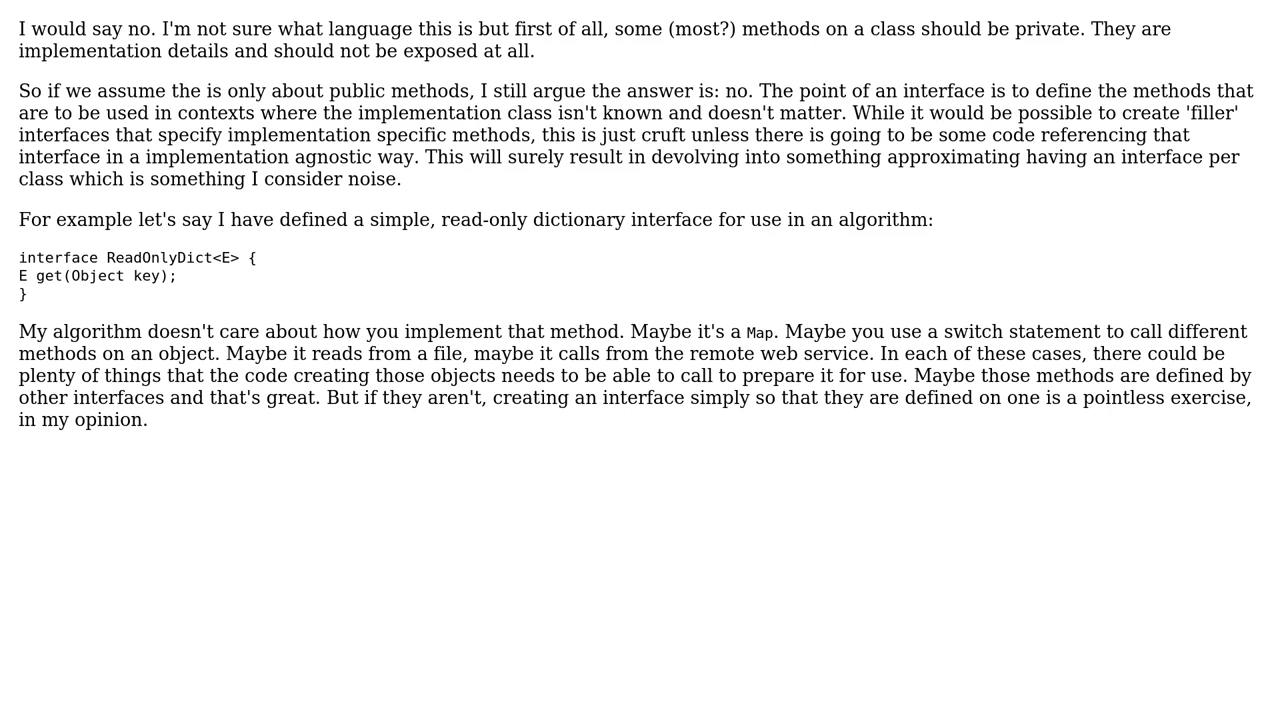 I would say no. I'm not sure what language this is but first of all, some (most?) methods on a class should be private. They are
implementation details and should not be exposed at all.
So if we assume the is only about public methods, I still argue the answer is: no. The point of an interface is to define the methods that
are to be used in contexts where the implementation class isn't known and doesn't matter. While it would be possible to create 'filler'
interfaces that specify implementation specific methods, this is just cruft unless there is going to be some code referencing that
interface in a implementation agnostic way. This will surely result in devolving into something approximating having an interface per
class which is something I consider noise.
For example let's say I have defined a simple, read-only dictionary interface for use in an algorithm:
interface ReadOnlyDict<E> {
E get(Object key);
}
My algorithm doesn't care about how you implement that method. Maybe it's a Map. Maybe you use a switch statement to call different
methods on an object. Maybe it reads from a file, maybe it calls from the remote web service. In each of these cases, there could be
plenty of things that the code creating those objects needs to be able to call to prepare it for use. Maybe those methods are defined by
other interfaces and that's great. But if they aren't, creating an interface simply so that they are defined on one is a pointless exercise,
in my opinion.